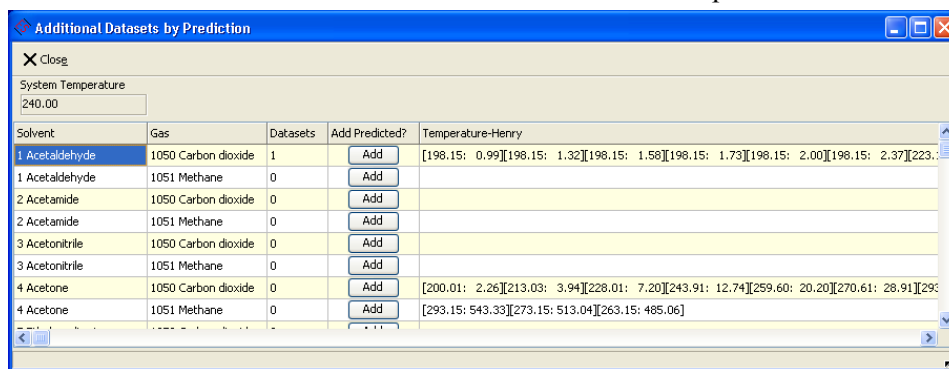 Additional Datasets by Prediction
Close
System Temperature
240.00
Solvent Gas Datasets Add Predicted? Temperature-Henry
1 Acetaldehyde 1050 Carbon dioxide 1 Add [198.15: 0.99][198.15: 1.32][198.15: 1.58][198.15: 1.73][198.15: 2.00][198.15: 2.37][223.
1 Acetaldehyde 1051 Methane 0 Add
2 Acetamide 1050 Carbon dioxide 0 Add
2 Acetamide 1051 Methane 0 Add
3 Acetonitrile 1050 Carbon dioxide 0 Add
3 Acetonitrile 1051 Methane 0 Add
4 Acetone 1050 Carbon dioxide 0 Add [200.01: 2.26][213.03: 3.94][228.01: 7.20][243.91: 12.74][259.60: 20.20][270.61: 28.91][293
4 Acetone 1051 Methane 0 Add [293.15: 543.33][273.15: 513.04][263.15: 485.06]